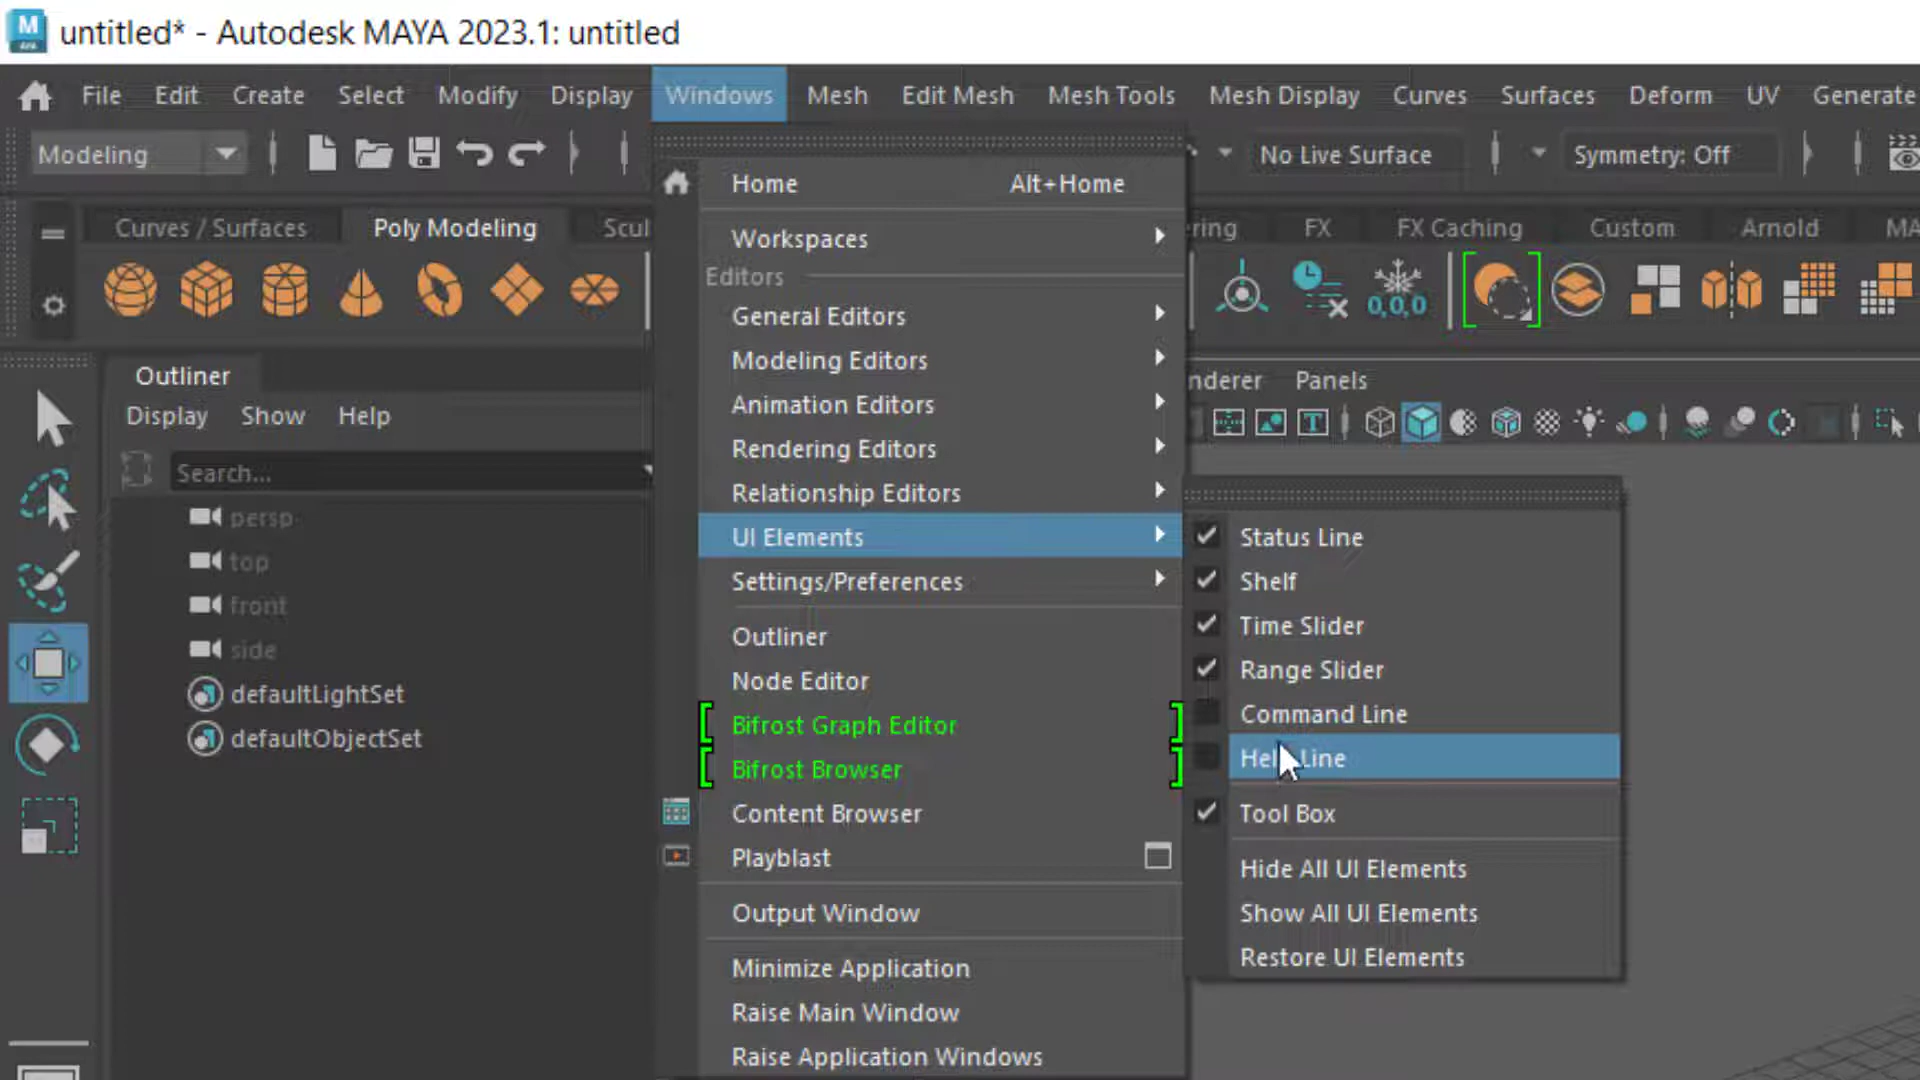 M
untitled* - Autodesk MAYA 2023.1: untitled
File Edit Create Select Modify Display Windows Mesh Edit Mesh Mesh Tools Mesh Display Curves Surfaces Deform UV Generate
Modeling No Live Surface Symmetry: Off
Home Alt+Home
Curves / Surfaces Poly Modeling Scul ering FX FX Caching Custom Arnold MA
Workspaces
Editors
0,0,0
General Editors
Modeling Editors
Animation Editors
Rendering Editors
Relationship Editors
UI Elements
Settings/Preferences
Outliner
Node Editor
Bifrost Graph Editor
Bifrost Browser
Content Browser
Playblast
Output Window
Minimize Application
Raise Main Window
Raise Application Windows
Outliner
Display Show Help
Search...
persp
top
front
side
defaultLightSet
defaultObjectSet
nderer Panels
T
Status Line
Shelf
Time Slider
Range Slider
Command Line
Hel Line
Tool Box
Hide All UI Elements
Show All UI Elements
Restore UI Elements